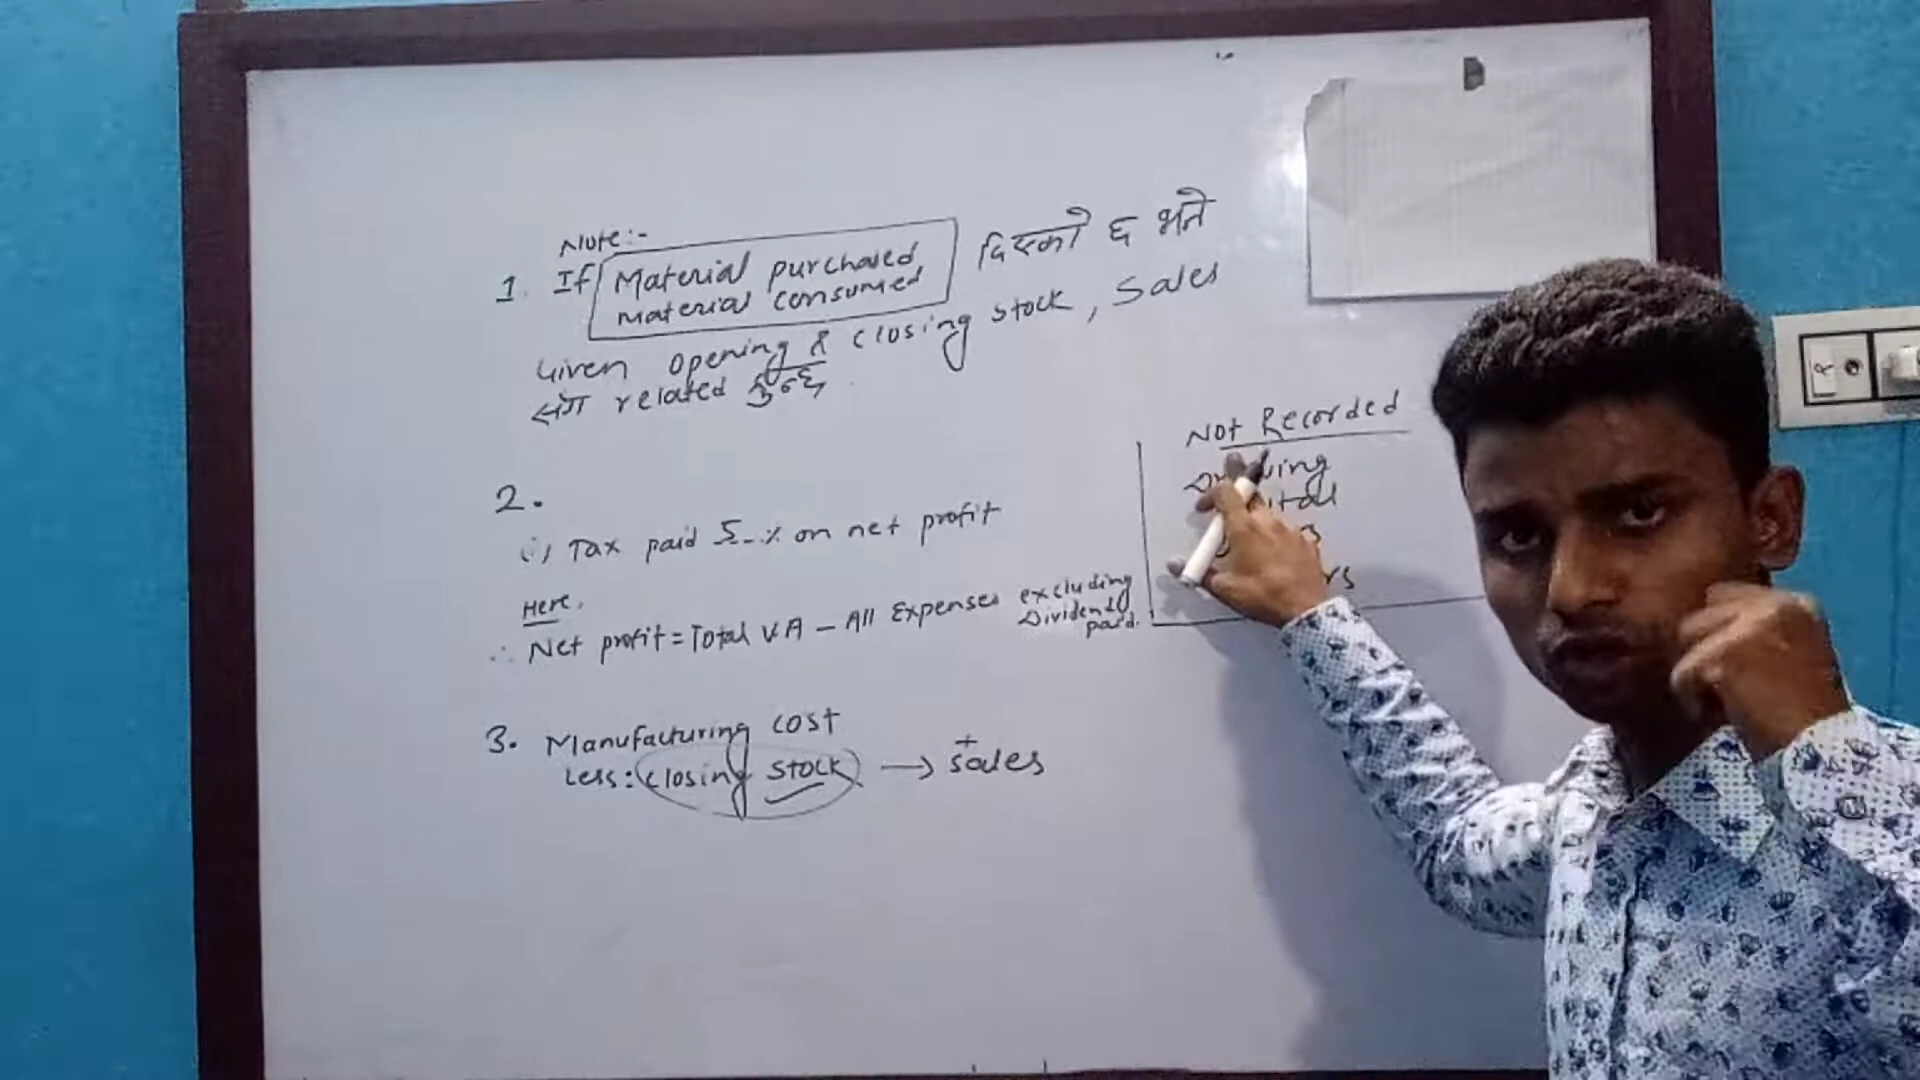 Note:-
1. If Material purchased
material consumed दिएको छ भने
Given opening & closing stock, Sales
संग related हुन्छ
2.
(i) Tax paid 5-% on net profit
Here,
∴ Net profit = Total V.A - All Expenses excluding
Dividend
paid.
3. Manufacturing cost
Less: closing stock → + sales
Not Recorded